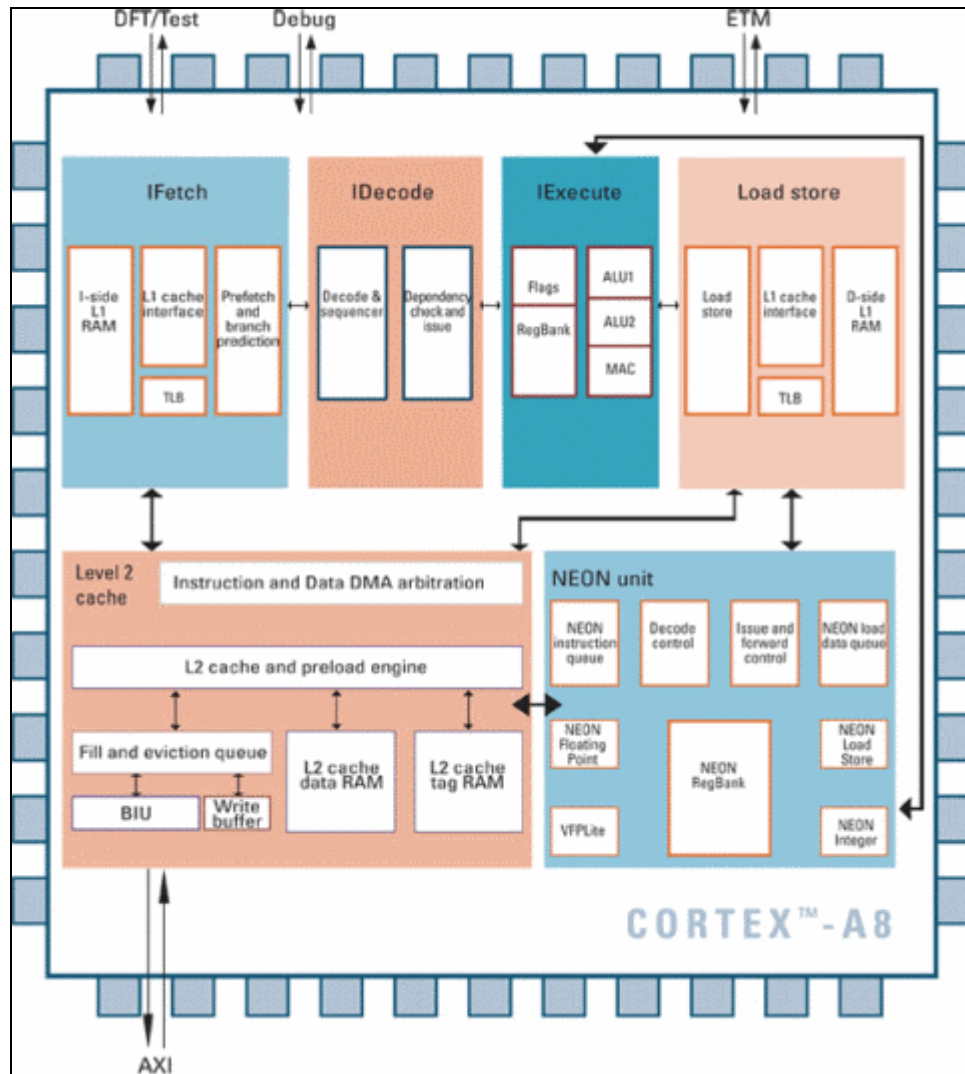 DFT/Test
Debug
ETM
IFetch
I-side
L1
RAM
L1 cache
interface
TLB
Prefetch
and
branch
prediction
IDecode
Decode &
sequencer
Dependency
check and
issue
IExecute
Flags
RegBank
ALU1
ALU2
MAC
Load store
Load
store
L1 cache
interface
TLB
D-side
L1
RAM
Level 2
cache
Instruction and Data DMA arbitration
L2 cache and preload engine
Fill and eviction queue
BIU
Write
buffer
L2 cache
data RAM
L2 cache
tag RAM
NEON unit
NEON
instruction
queue
Decode
control
Issue and
forward
control
NEON load
data queue
NEON
Floating
Point
NEON
RegBank
NEON
Load
Store
VFPLite
NEON
Integer
CORTEX™-A8
AXI